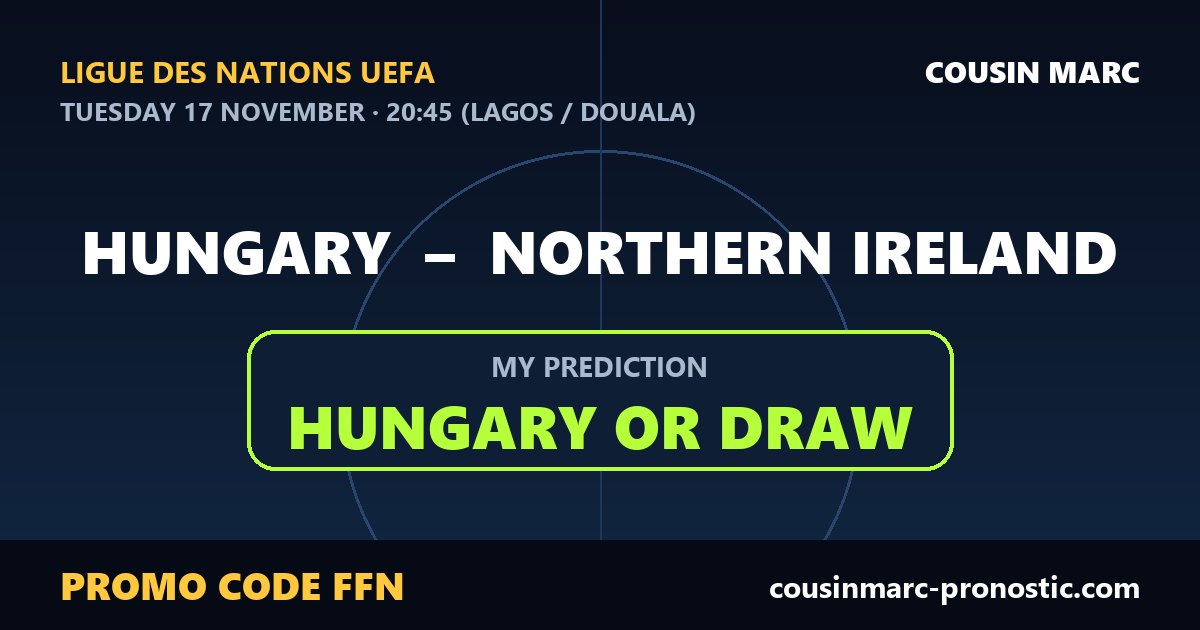 LIGUE DES NATIONS UEFA
COUSIN MARC
TUESDAY 17 NOVEMBER · 20:45 (LAGOS / DOUALA)
HUNGARY – NORTHERN IRELAND
MY PREDICTION
HUNGARY OR DRAW
PROMO CODE FFN
cousinmarc-pronostic.com